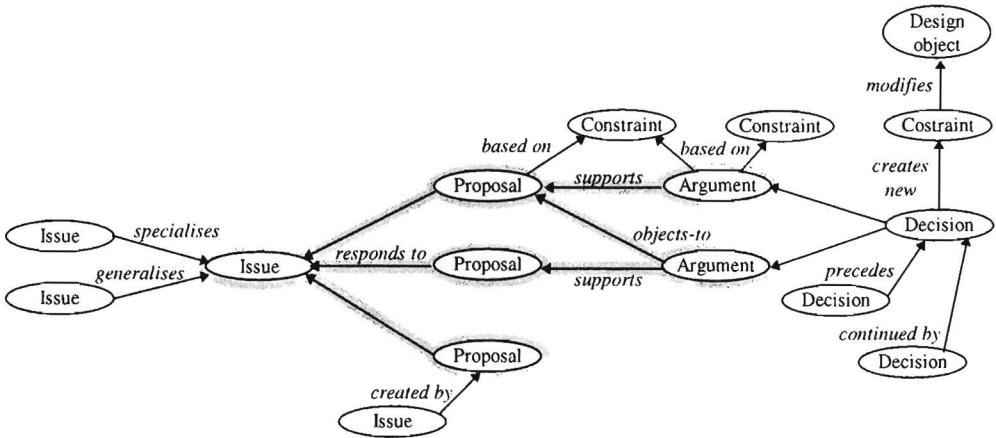 Design
object
modifies
Constraint
Constraint
Costraint
based on
based on
creates
new
Proposal
supports
Argument
Decision
Issue
specialises
objects-to
Issue
responds to
Proposal
Argument
generalises
supports
precedes
Issue
Decision
continued by
Proposal
Decision
created by
Issue